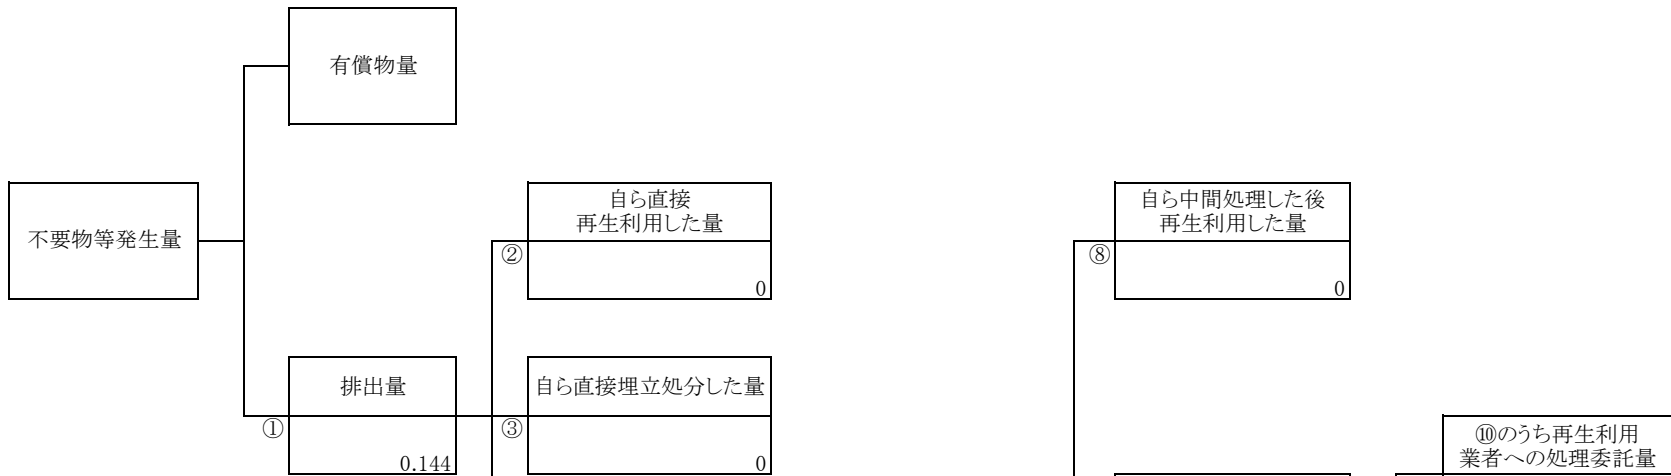 有償物量
不要物等発生量
自ら直接
再生利用した量
②
0
自ら中間処理した後
再生利用した量
⑧
0
排出量
①
0.144
自ら直接埋立処分した量
③
0
⑩のうち再生利用
業者への処理委託量